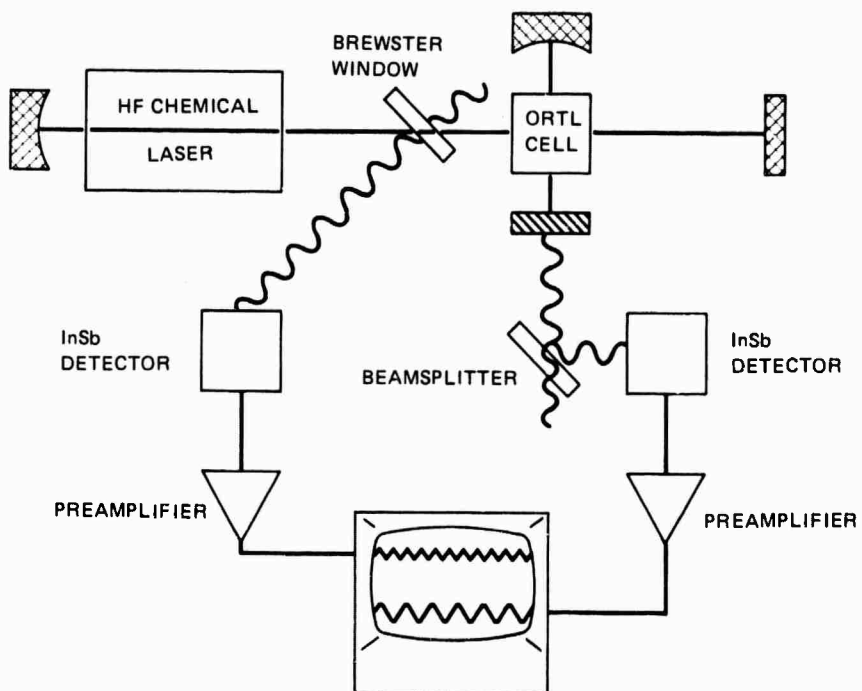 BREWSTER
WINDOW
HF CHEMICAL
LASER
ORTL
CELL
InSb
DETECTOR
InSb
DETECTOR
BEAMSPLITTER
PREAMPLIFIER
PREAMPLIFIER